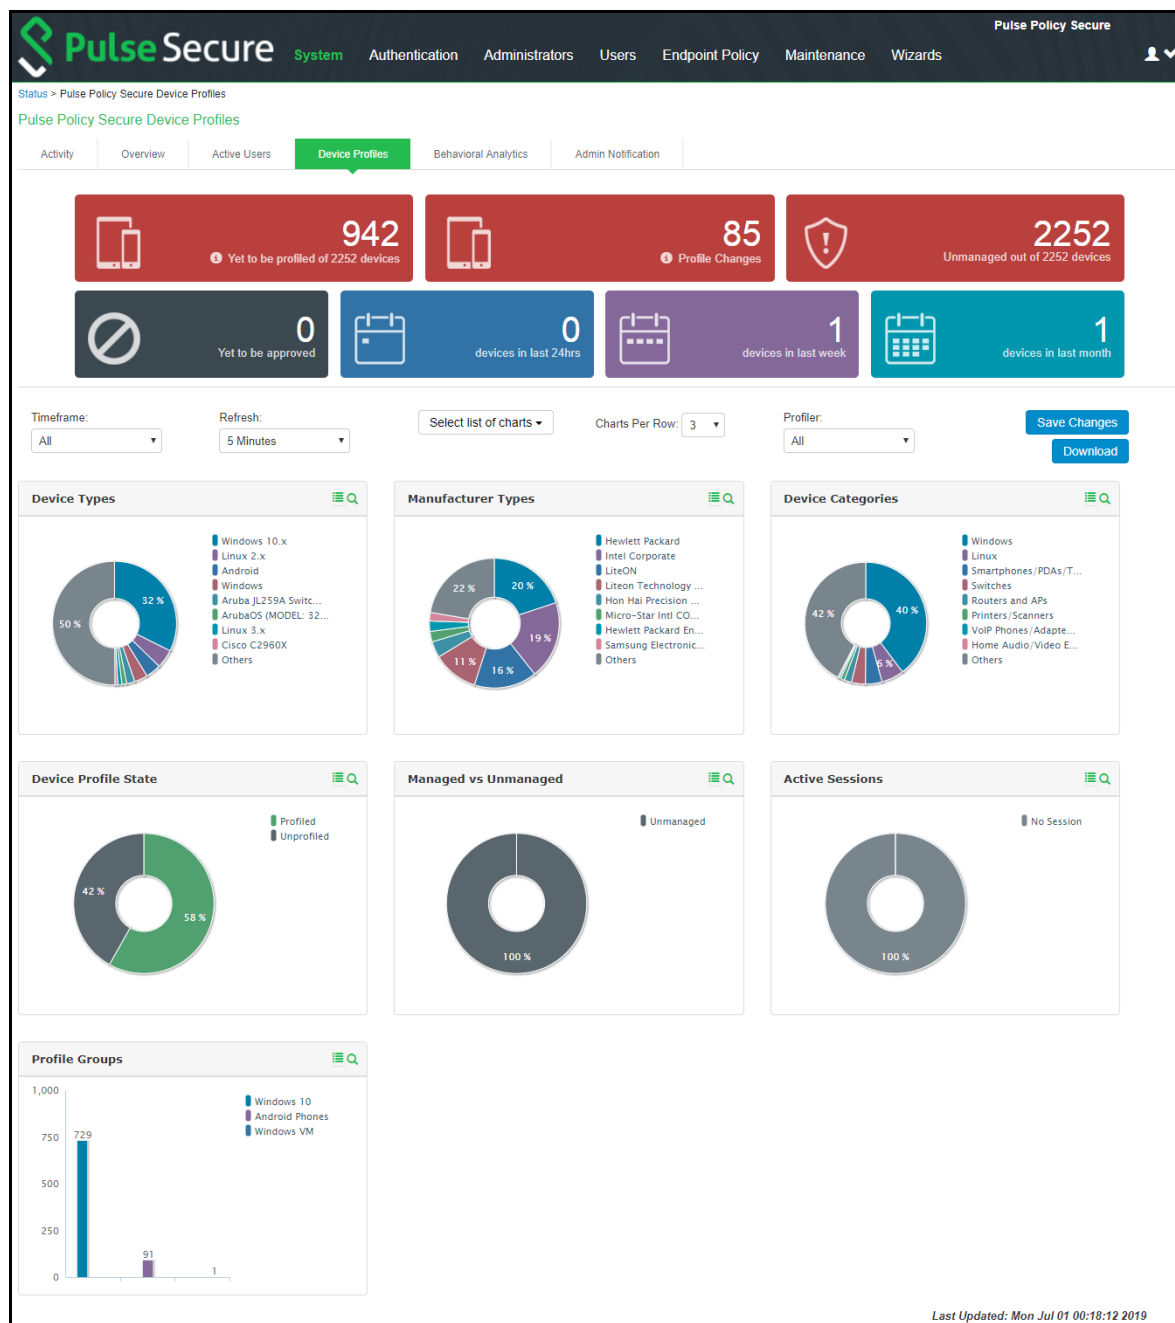 Pulse Policy Secure
Pulse Secure
System Authentication Administrators Users Endpoint Policy Maintenance Wizards
Status > Pulse Policy Secure Device Profiles
Pulse Policy Secure Device Profiles
Activity Overview Active Users Device Profiles Behavioral Analytics Admin Notification
942
Yet to be profiled of 2252 devices
85
Profile Changes
2252
Unmanaged out of 2252 devices
0
Yet to be approved
0
devices in last 24hrs
1
devices in last week
1
devices in last month
Timeframe:
All
Refresh:
5 Minutes
Select list of charts
Charts Per Row: 3
Profiler:
All
Save Changes
Download
Device Types
32 %
50 %
Windows 10.x
Linux 2.x
Android
Windows
Aruba JL259A Switc...
ArubaOS (MODEL: 32...
Linux 3.x
Cisco C2960X
Others
Manufacturer Types
22 %
20 %
19 %
11 %
16 %
Hewlett Packard
Intel Corporate
LiteON
Liteon Technology ...
Hon Hai Precision ...
Micro-Star Intl CO...
Hewlett Packard En...
Samsung Electronic...
Others
Device Categories
42 %
40 %
6 %
Windows
Linux
Smartphones/PDAs/T...
Switches
Routers and APs
Printers/Scanners
VoIP Phones/Adapte...
Home Audio/Video E...
Others
Device Profile State
42 %
58 %
Profiled
Unprofiled
Managed vs Unmanaged
100 %
Unmanaged
Active Sessions
100 %
No Session
Profile Groups
1,000
750
500
250
0
729
91
1
Windows 10
Android Phones
Windows VM
Last Updated: Mon Jul 01 00:18:12 2019